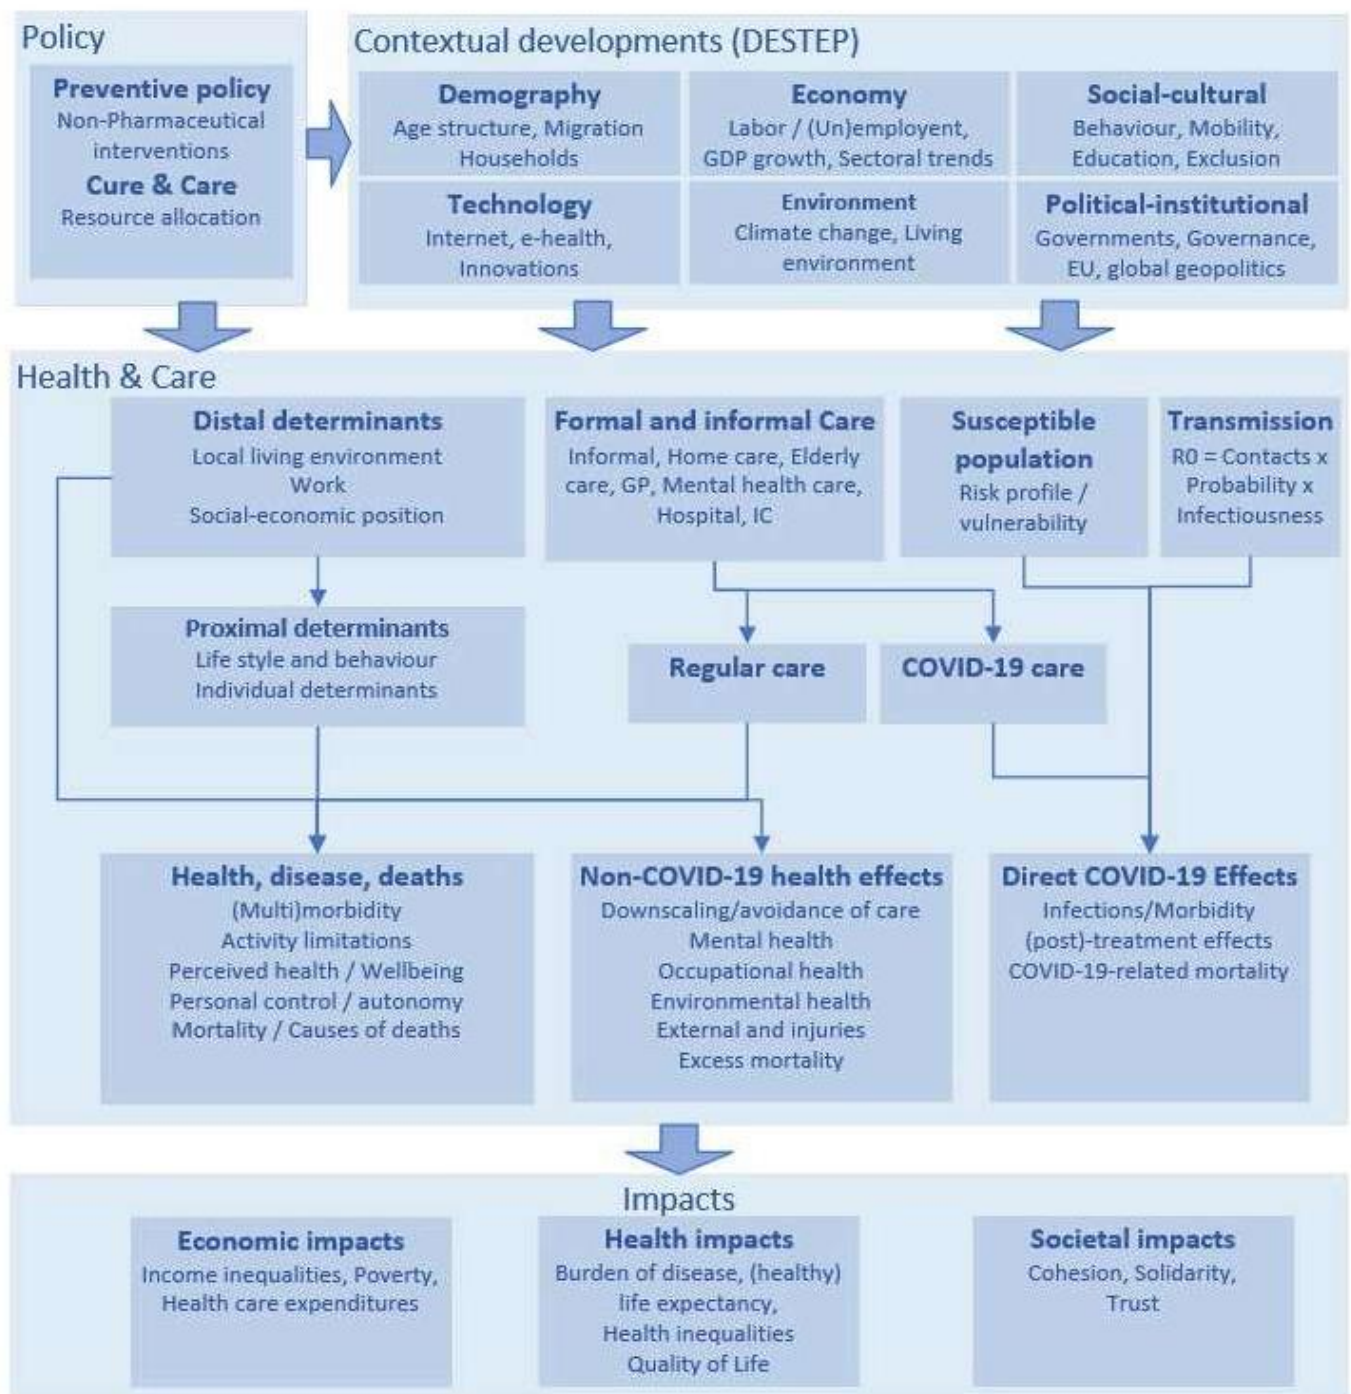 Policy
Preventive policy
Non-Pharmaceutical
interventions
Cure & Care
Resource allocation
Contextual developments (DESTEP)
Demography
Age structure, Migration
Households
Economy
Labor / (Un)employent,
GDP growth, Sectoral trends
Social-cultural
Behaviour, Mobility,
Education, Exclusion
Technology
Internet, e-health,
Innovations
Environment
Climate change, Living
environment
Political-institutional
Governments, Governance,
EU, global geopolitics
Health & Care
Distal determinants
Local living environment
Work
Social-economic position
Formal and informal Care
Informal, Home care, Elderly
care, GP, Mental health care,
Hospital, IC
Susceptible
population
Risk profile /
vulnerability
Transmission
R0 = Contacts x
Probability x
Infectiousness
Proximal determinants
Life style and behaviour
Individual determinants
Regular care
COVID-19 care
Health, disease, deaths
(Multi)morbidity
Activity limitations
Perceived health / Wellbeing
Personal control / autonomy
Mortality / Causes of deaths
Non-COVID-19 health effects
Downscaling/avoidance of care
Mental health
Occupational health
Environmental health
External and injuries
Excess mortality
Direct COVID-19 Effects
Infections/Morbidity
(post)-treatment effects
COVID-19-related mortality
Impacts
Economic impacts
Income inequalities, Poverty,
Health care expenditures
Health impacts
Burden of disease, (healthy)
life expectancy,
Health inequalities
Quality of Life
Societal impacts
Cohesion, Solidarity,
Trust